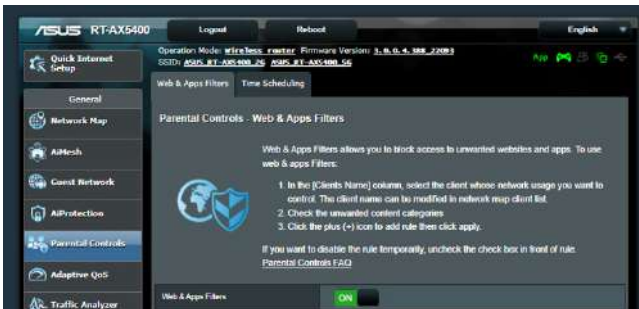 ASUS RT-AX5400 Logout Reboot English
Operation Mode: Wireless router Firmware Version: 3.0.0.4.388_22093
SSID: ASUS_RT-AX5400_2G ASUS_RT-AX5400_5G
App
Quick Internet
Setup
General
Network Map
AiMesh
Guest Network
AiProtection
Parental Controls
Adaptive QoS
Traffic Analyzer
Web & Apps Filters Time Scheduling
Parental Controls - Web & Apps Filters
Web & Apps Filters allows you to block access to unwanted websites and apps. To use
web & apps Filters:
1. In the [Clients Name] column, select the client whose network usage you want to
control. The client name can be modified in network map client list.
2. Check the unwanted content categories
3. Click the plus (+) icon to add rule then click apply.
If you want to disable the rule temporarily, uncheck the check box in front of rule.
Parental Controls FAQ
Web & Apps Filters ON